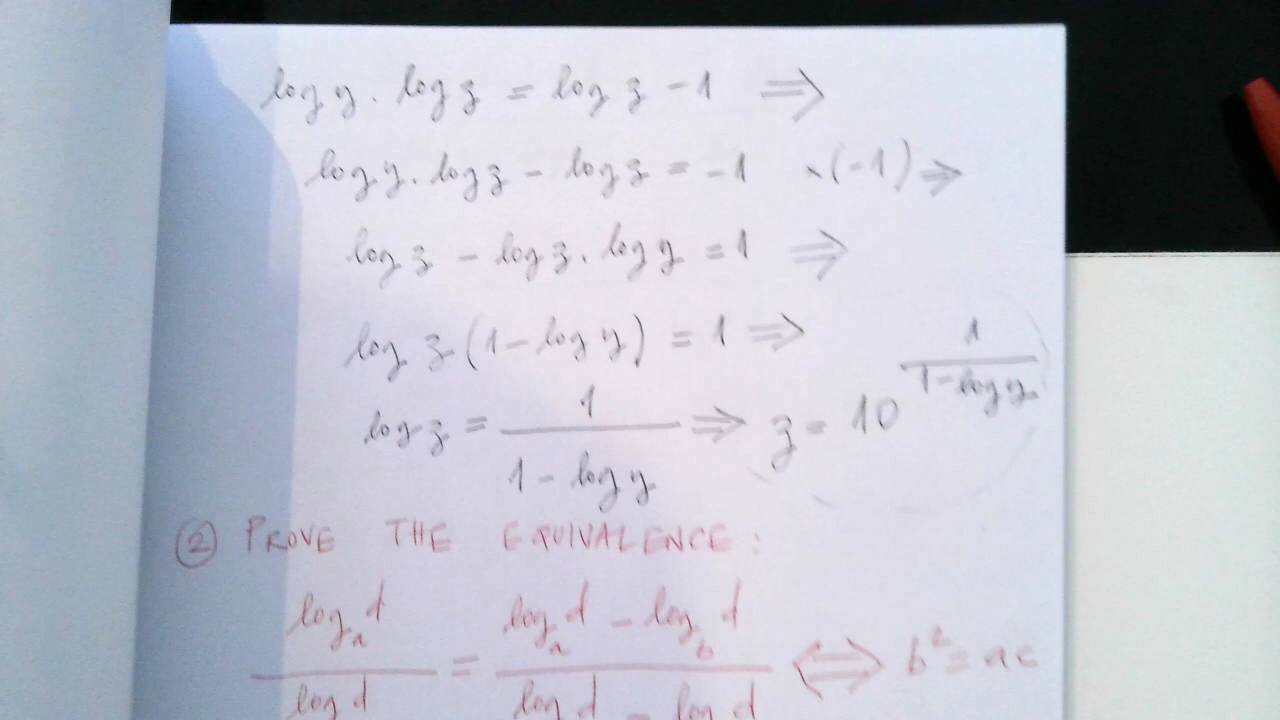 log y · log z = log z - 1 ⇒
log y · log z - log z = -1 ·(-1) ⇒
log z - log z · log y = 1 ⇒
log z (1 - log y) = 1 ⇒
log z = 1 / (1 - log y) ⇒ z = 10^(1 / (1 - log y))
② PROVE THE EQUIVALENCE:
log_a d / log d = (log_a d - log_b d) / (log d - log d) ⇔ b² = ac